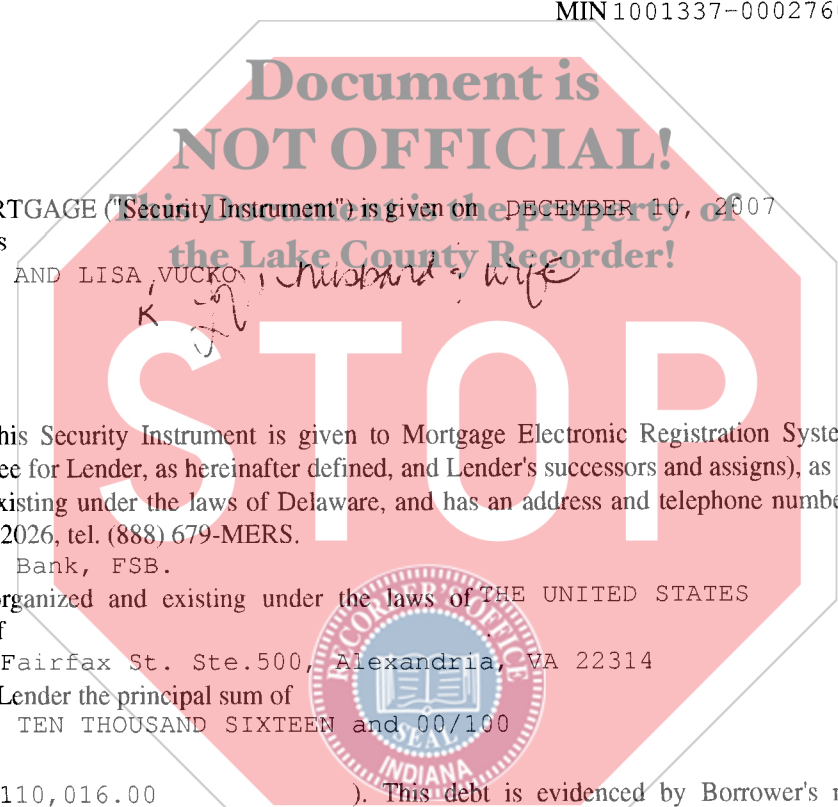 MIN 1001337-000276
Document is
NOT OFFICIAL!
RTGAGE ("Security Instrument") is given on DECEMBER 10, 2007
This Document is the property of
s
the Lake County Recorder!
AND LISA VUCKO, husband & wife
K
STOP
his Security Instrument is given to Mortgage Electronic Registration Syste
ee for Lender, as hereinafter defined, and Lender's successors and assigns), as
xisting under the laws of Delaware, and has an address and telephone numbe
2026, tel. (888) 679-MERS.
Bank, FSB.
rganized and existing under the laws of THE UNITED STATES
f
Fairfax St. Ste.500, Alexandria, VA 22314
Lender the principal sum of
TEN THOUSAND SIXTEEN and 00/100
RECORDER'S OFFICE
SEAL
INDIANA
110,016.00 ). This debt is evidenced by Borrower's